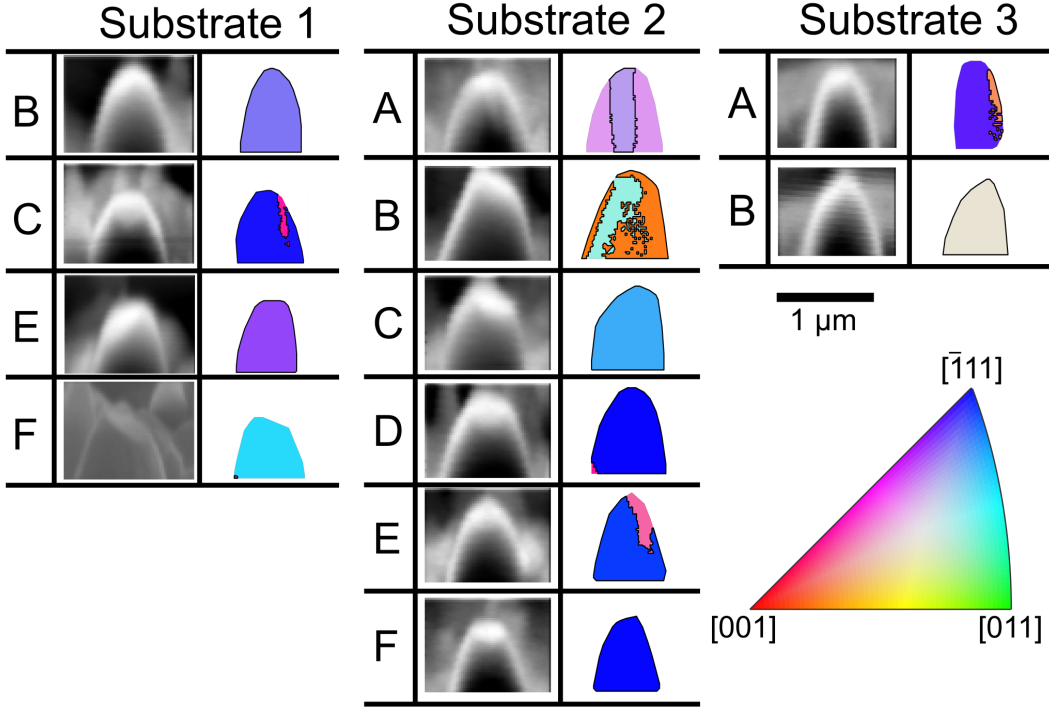 Substrate 1
B
C
E
F
Substrate 2
A
B
C
D
E
F
Substrate 3
A
B
1 μm
[1̄11]
[001]
[011]